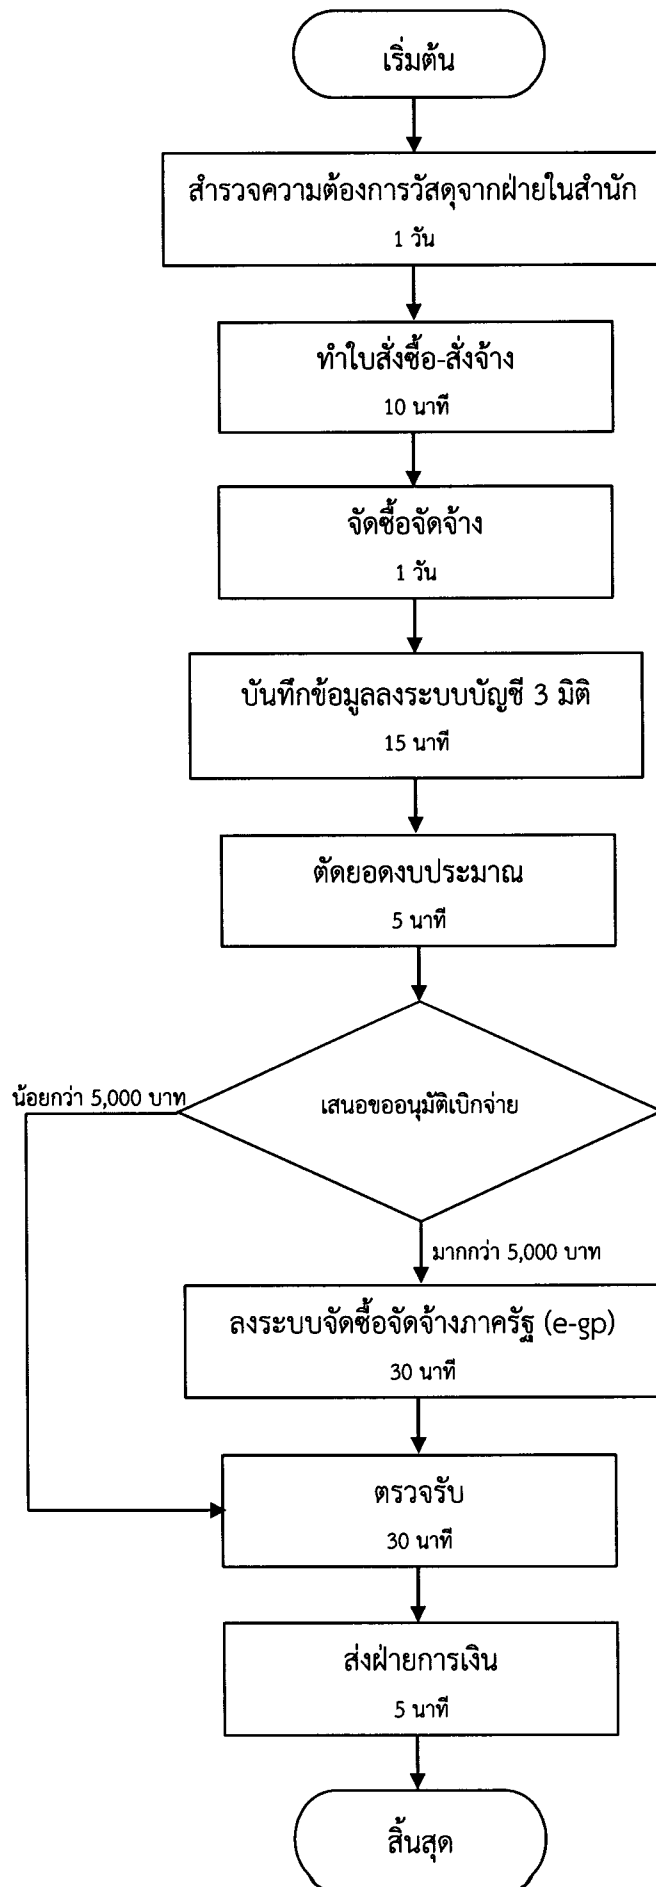 เริ่มต้น
สำรวจความต้องการวัสดุจากฝ่ายในสำนัก
1 วัน
ทำใบสั่งซื้อ-สั่งจ้าง
10 นาที
จัดซื้อจัดจ้าง
1 วัน
บันทึกข้อมูลลงระบบบัญชี 3 มิติ
15 นาที
ตัดยอดงบประมาณ
5 นาที
น้อยกว่า 5,000 บาท
เสนอขออนุมัติเบิกจ่าย
มากกว่า 5,000 บาท
ลงระบบจัดซื้อจัดจ้างภาครัฐ (e-gp)
30 นาที
ตรวจรับ
30 นาที
ส่งฝ่ายการเงิน
5 นาที
สิ้นสุด